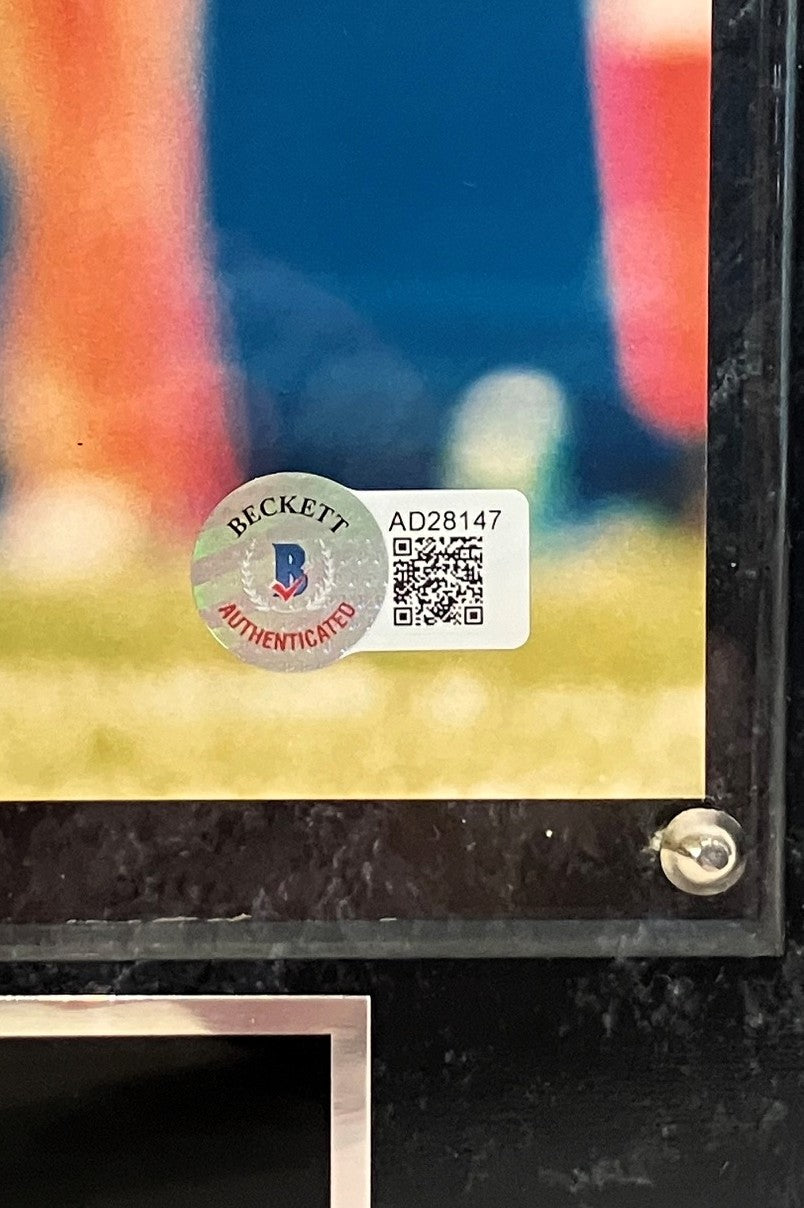 BECKETT
B
AUTHENTICATED
AD28147